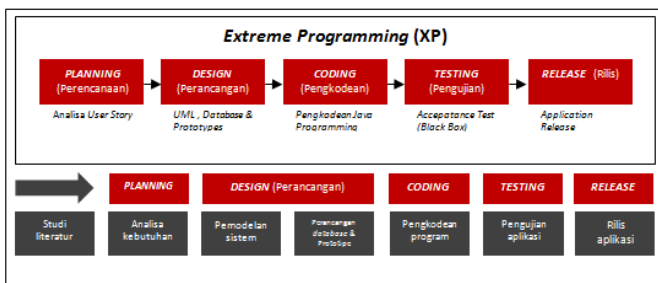 Extreme Programming (XP)
PLANNING
(Perencanaan)
DESIGN
(Perancangan)
CODING
(Pengkodean)
TESTING
(Pengujian)
RELEASE (Rilis)
Analisa User Story
UML , Database &
Prototypes
Pengkodean Java
Programming
Accepatance Test
(Black Box)
Application
Release
PLANNING
DESIGN (Perancangan)
CODING
TESTING
RELEASE
Studi
literatur
Analisa
kebutuhan
Pemodelan
sistem
Perancangan
database &
Prototipe
Pengkodean
program
Pengujian
aplikasi
Rilis
aplikasi